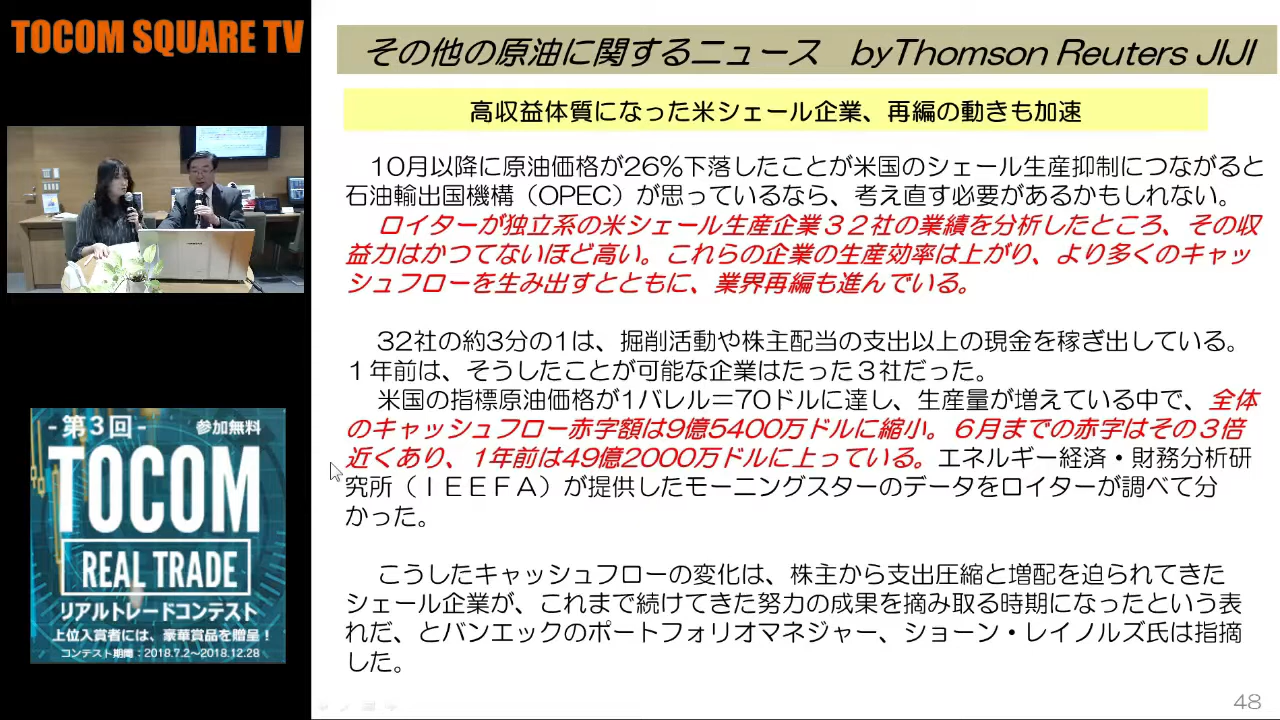 TOCOM SQUARE TV
その他の原油に関するニュース　byThomson Reuters JIJI
高収益体質になった米シェール企業、再編の動きも加速
10月以降に原油価格が26%下落したことが米国のシェール生産抑制につながると
石油輸出国機構（OPEC）が思っているなら、考え直す必要があるかもしれない。
ロイターが独立系の米シェール生産企業３２社の業績を分析したところ、その収
益力はかつてないほど高い。これらの企業の生産効率は上がり、より多くのキャッ
シュフローを生み出すとともに、業界再編も進んでいる。
32社の約3分の1は、掘削活動や株主配当の支出以上の現金を稼ぎ出している。
１年前は、そうしたことが可能な企業はたった３社だった。
米国の指標原油価格が1バレル＝70ドルに達し、生産量が増えている中で、全体
のキャッシュフロー赤字額は9億5400万ドルに縮小。６月までの赤字はその３倍
近くあり、1年前は49億2000万ドルに上っている。エネルギー経済・財務分析研
究所（ＩＥＥＦＡ）が提供したモーニングスターのデータをロイターが調べて分
かった。
こうしたキャッシュフローの変化は、株主から支出圧縮と増配を迫られてきた
シェール企業が、これまで続けてきた努力の成果を摘み取る時期になったという表
れだ、とバンエックのポートフォリオマネジャー、ショーン・レイノルズ氏は指摘
した。
48
-第3回-
参加無料
TOCOM
REAL TRADE
リアルトレードコンテスト
上位入賞者には、豪華賞品を贈呈！
コンテスト期間：2018.7.2～2018.12.28